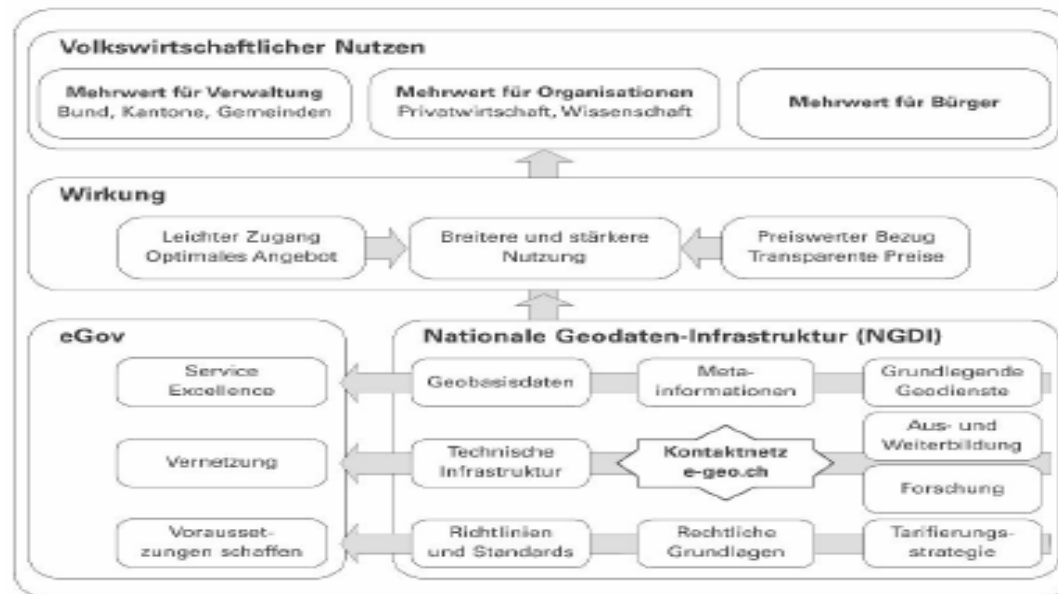 Volkswirtschaftlicher Nutzen
Mehrwert für Verwaltung
Bund, Kantone, Gemeinden
Mehrwert für Organisationen
Privatwirtschaft, Wissenschaft
Mehrwert für Bürger
Wirkung
Leichter Zugang
Optimales Angebot
Breitere und stärkere
Nutzung
Preiswerter Bezug
Transparente Preise
eGov
Service
Excellence
Vernetzung
Vorausset-
zungen schaffen
Nationale Geodaten-Infrastruktur (NGDI)
Geobasisdaten
Meta-
informationen
Grundlegende
Geodienste
Technische
Infrastruktur
Kontaktnetz
e-geo.ch
Aus- und
Weiterbildung
Forschung
Richtlinien
und Standards
Rechtliche
Grundlagen
Tarifierungs-
strategie